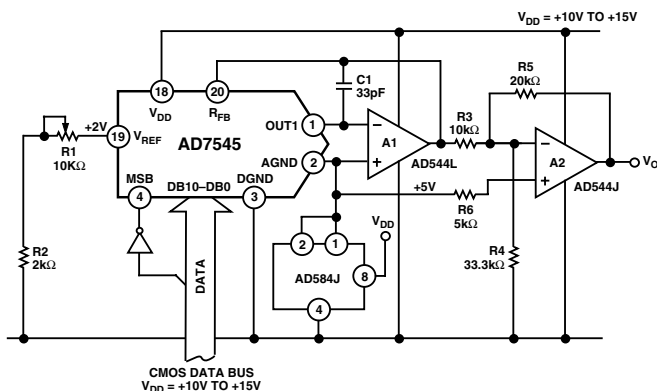 V_DD = +10V TO +15V
R5
20kΩ
C1
33pF
18
20
V_DD
R_FB
OUT1
1
R3
10kΩ
A1
AD544L
A2
AD544J
V_O
+2V
19
V_REF
AD7545
R1
10KΩ
AGND
2
MSB
DB10–DB0
DGND
4
3
+5V
R6
5kΩ
V_DD
R2
2kΩ
2
1
8
AD584J
4
R4
33.3kΩ
DATA
CMOS DATA BUS
V_DD = +10V TO +15V